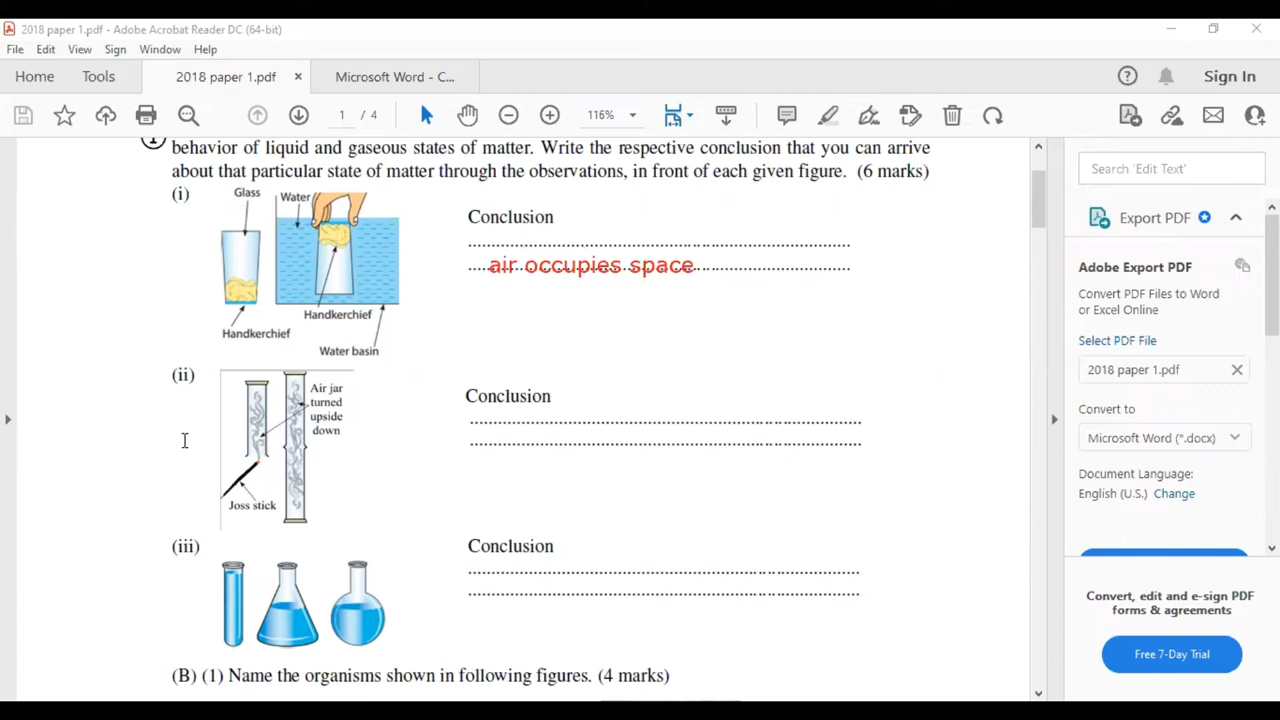 2018 paper 1.pdf - Adobe Acrobat Reader DC (64-bit)
File Edit View Sign Window Help
Home Tools 2018 paper 1.pdf × Microsoft Word - C... Sign In
1 / 4 116%
behavior of liquid and gaseous states of matter. Write the respective conclusion that you can arrive
about that particular state of matter through the observations, in front of each given figure. (6 marks)
(i)
Glass
Water
Handkerchief
Handkerchief
Water basin
Conclusion
air occupies space
(ii)
Air jar
turned
upside
down
Joss stick
Conclusion
(iii)
Conclusion
(B) (1) Name the organisms shown in following figures. (4 marks)
Search 'Edit Text'
Export PDF
Adobe Export PDF
Convert PDF Files to Word
or Excel Online
Select PDF File
2018 paper 1.pdf
Convert to
Microsoft Word (*.docx)
Document Language:
English (U.S.) Change
Convert, edit and e-sign PDF
forms & agreements
Free 7-Day Trial